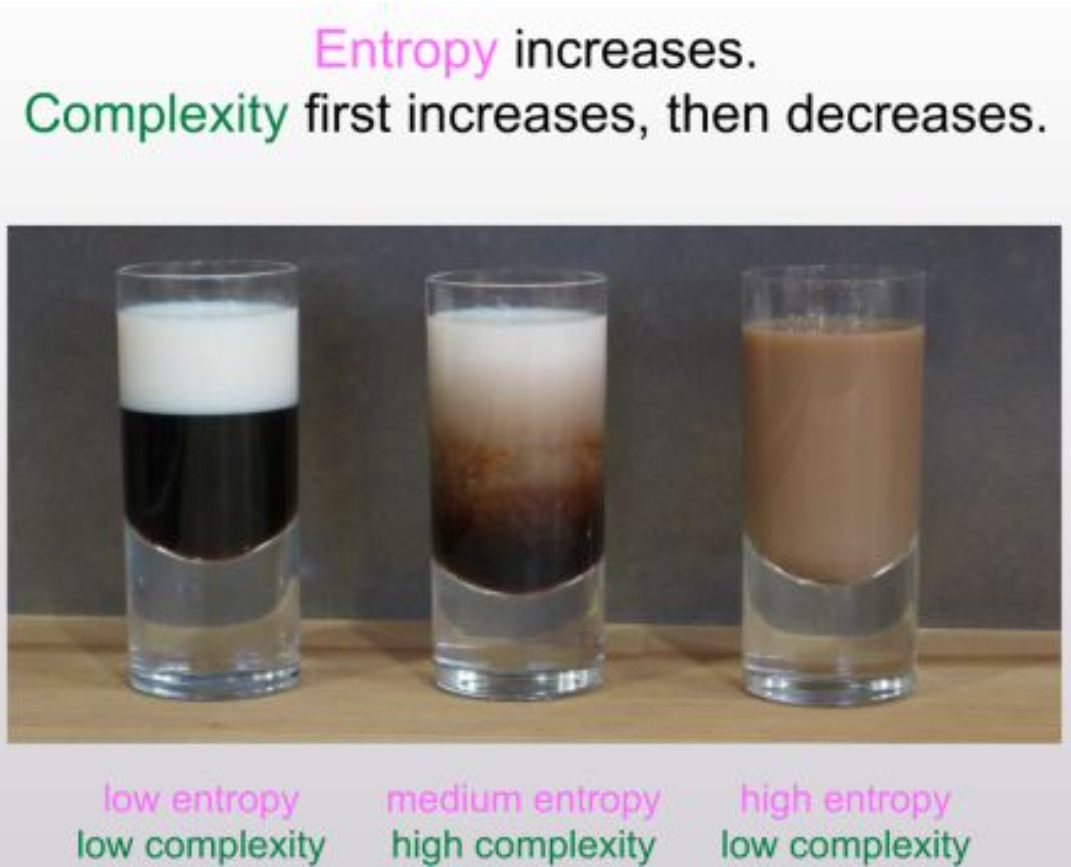 Entropy increases.
Complexity first increases, then decreases.
low entropy medium entropy high entropy
low complexity high complexity low complexity